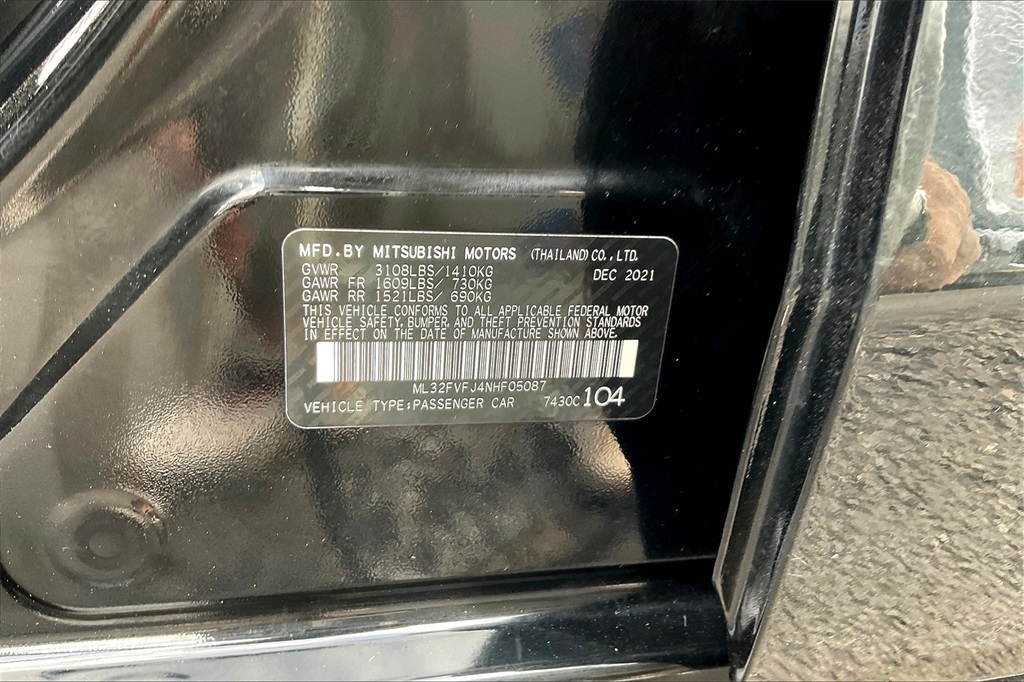 MFD.BY MITSUBISHI MOTORS (THAILAND)CO.,LTD.
GVWR 3108LBS/1410KG DEC 2021
GAWR FR 1609LBS/ 730KG
GAWR RR 1521LBS/ 690KG
THIS VEHICLE CONFORMS TO ALL APPLICABLE FEDERAL MOTOR
VEHICLE SAFETY, BUMPER, AND THEFT PREVENTION STANDARDS
IN EFFECT ON THE DATE OF MANUFACTURE SHOWN ABOVE.
ML32FVFJ4NHF05087
VEHICLE TYPE:PASSENGER CAR 7430C104